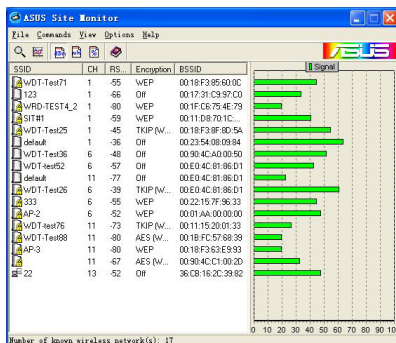 ASUS Site Monitor
File Commands View Options Help
/ISUS
SSID CH RS... Encryption BSSID Signal
WDT-Test71 1 -55 WEP 00:18:F3:85:60:0C
123 1 -66 Off 00:17:31:C9:97:C0
WRD-TEST4_2 1 -80 WEP 00:1F:C6:75:4E:79
SIT#1 1 -59 WEP 00:11:D8:70:1C:...
WDT-Test25 1 -45 TKIP (W... 00:18:F3:8F:8D:5A
default 1 -36 Off 00:23:54:08:09:84
WDT-Test36 6 -48 Off 00:90:4C:A0:00:50
WDT-test52 6 -57 Off 00:E0:4C:81:86:D1
default 11 -77 Off 00:E0:4C:81:86:D1
WDT-Test26 6 -39 TKIP (W... 00:E0:4C:81:86:D1
333 6 -55 WEP 00:22:15:7F:96:33
AP-2 6 -52 WEP 00:01:AA:00:00:00
WDT-test76 11 -73 TKIP (W... 00:11:15:20:01:33
WDT-Test88 11 -80 AES (W... 00:18:FC:57:68:39
AP-3 11 -80 WEP 00:18:F3:63:E9:93
11 -67 AES (W... 00:90:4C:C1:00:2D
22 13 -52 Off 36:C8:16:2C:39:82
0 10 20 30 40 50 60 70 80 90 10
Number of known wireless network(s): 17